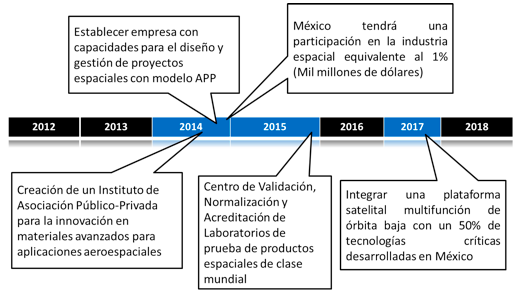 Establecer empresa con
capacidades para el diseño y
gestión de proyectos
espaciales con modelo APP
México tendrá una
participación en la industria
espacial equivalente al 1%
(Mil millones de dólares)
2012 2013 2014 2015 2016 2017 2018
Creación de un Instituto de
Asociación Público-Privada
para la innovación en
materiales avanzados para
aplicaciones aeroespaciales
Centro de Validación,
Normalización y
Acreditación de
Laboratorios de
prueba de productos
espaciales de clase
mundial
Integrar una plataforma
satelital multifunción de
órbita baja con un 50% de
tecnologías críticas
desarrolladas en México